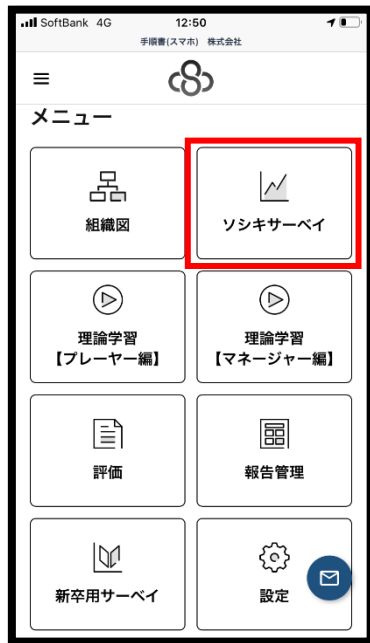 SoftBank 4G 12:50
手順書(スマホ) 株式会社
メニュー
組織図
ソシキサーベイ
理論学習
【プレーヤー編】
理論学習
【マネージャー編】
評価
報告管理
新卒用サーベイ
設定